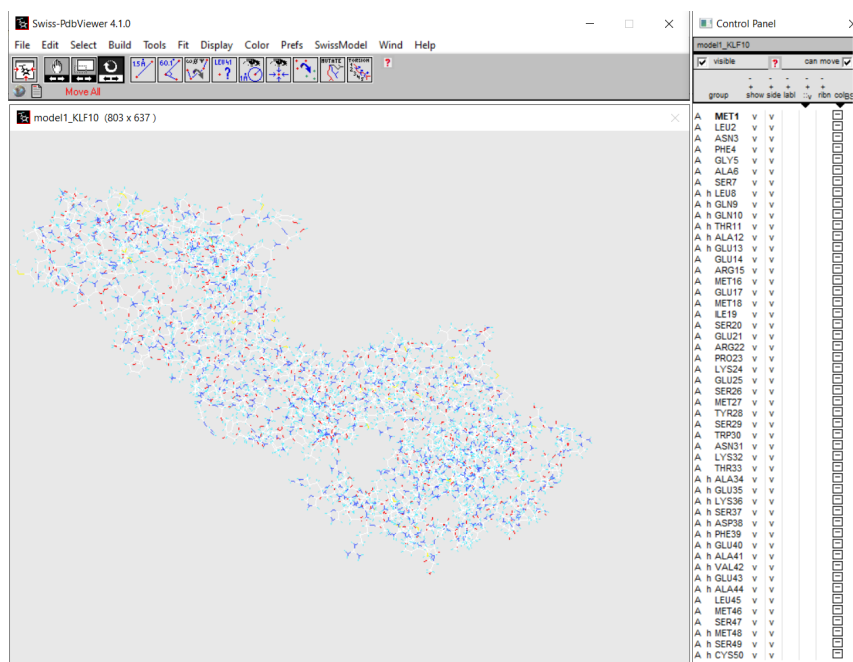 Swiss-PdbViewer 4.1.0
File Edit Select Build Tools Fit Display Color Prefs SwissModel Wind Help
1.5Å 60.1° ω∅Ψ LEU41 ? ? MUTATE TORSION ?
Move All
model1_KLF10 (803 x 637 )
Control Panel
model1_KLF10
visible ? can move
group show side labl ribn col
A MET1 v v
A LEU2 v v
A ASN3 v v
A PHE4 v v
A GLY5 v v
A ALA6 v v
A SER7 v v
A h LEU8 v v
A h GLN9 v v
A h GLN10 v v
A h THR11 v v
A h ALA12 v v
A h GLU13 v v
A GLU14 v v
A ARG15 v v
A MET16 v v
A GLU17 v v
A MET18 v v
A ILE19 v v
A SER20 v v
A GLU21 v v
A ARG22 v v
A PRO23 v v
A LYS24 v v
A GLU25 v v
A SER26 v v
A MET27 v v
A TYR28 v v
A SER29 v v
A TRP30 v v
A ASN31 v v
A LYS32 v v
A THR33 v v
A h ALA34 v v
A h GLU35 v v
A h LYS36 v v
A h SER37 v v
A h ASP38 v v
A h PHE39 v v
A h GLU40 v v
A h ALA41 v v
A h VAL42 v v
A h GLU43 v v
A h ALA44 v v
A LEU45 v v
A MET46 v v
A SER47 v v
A h MET48 v v
A h SER49 v v
A h CYS50 v v